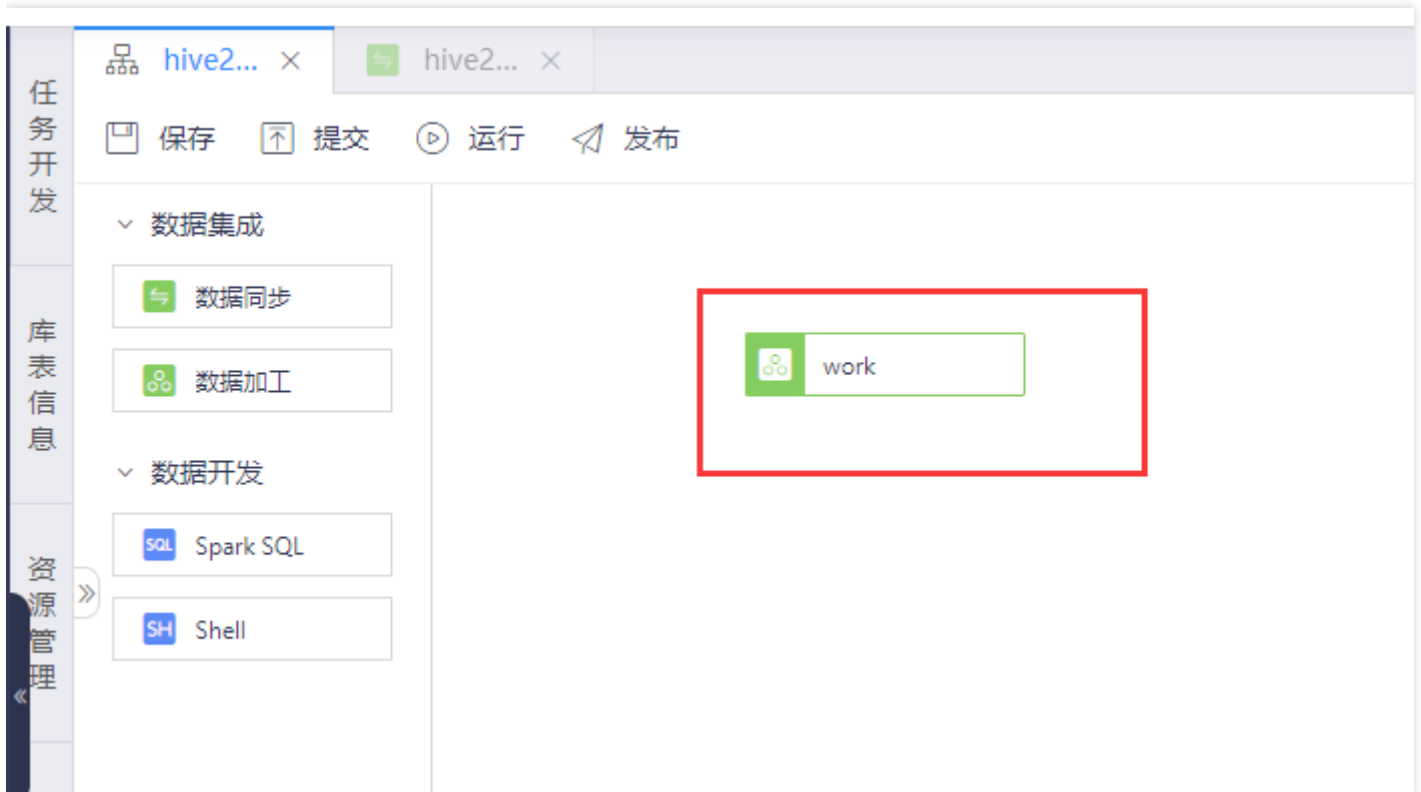 hive2... ×
hive2... ×
任务开发
库表信息
资源管理
保存 提交 运行 发布
数据集成
数据同步
数据加工
数据开发
SQL Spark SQL
SH Shell
work